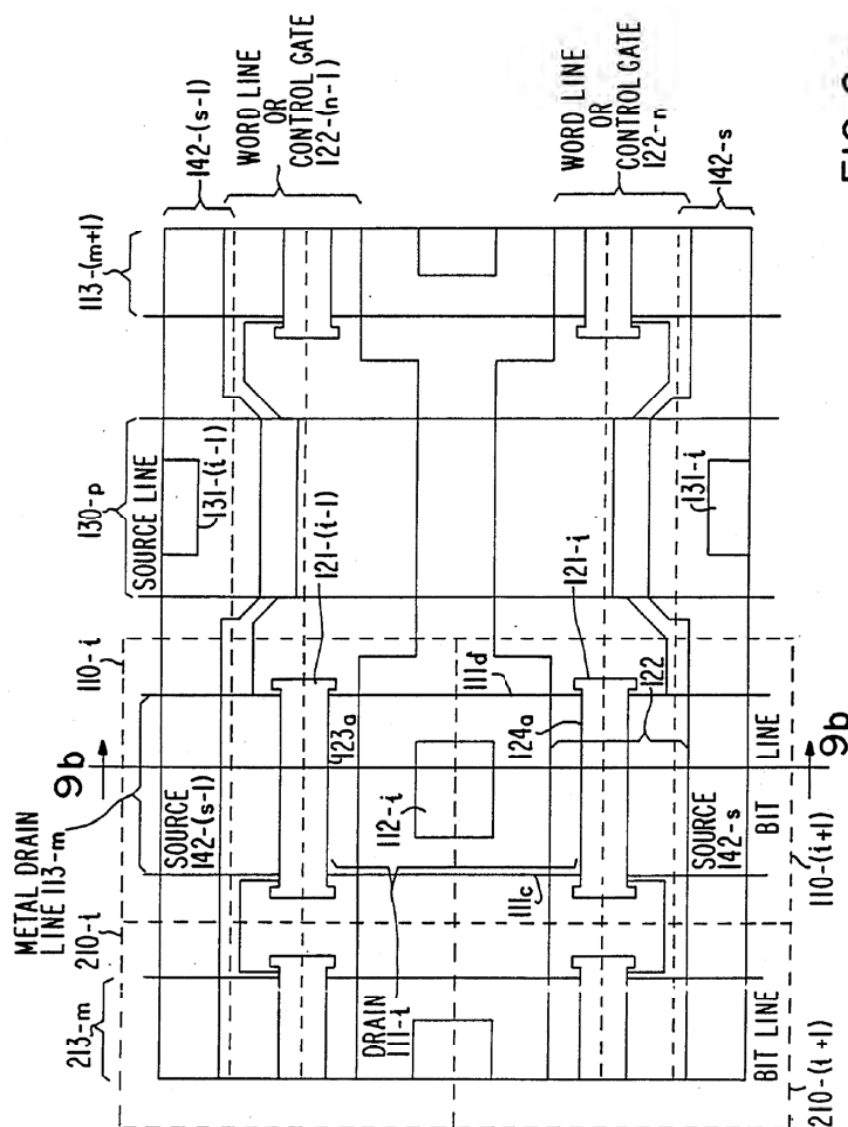 142-(s-1)
WORD LINE
OR
CONTROL GATE
122-(n-1)
WORD LINE
OR
CONTROL GATE
122-n
142-s
113-(m+1)
SOURCE LINE
130-p
131-(i-1)
131-i
121-(i-1)
121-i
110-i
111d
122
9b
9b
METAL DRAIN
LINE 113-m
SOURCE
142-(s-1)
123a
112-i
124a
SOURCE
142-s
BIT LINE
110-(i+1)
111c
210-i
DRAIN
111-i
213-m
BIT LINE
210-(i+1)